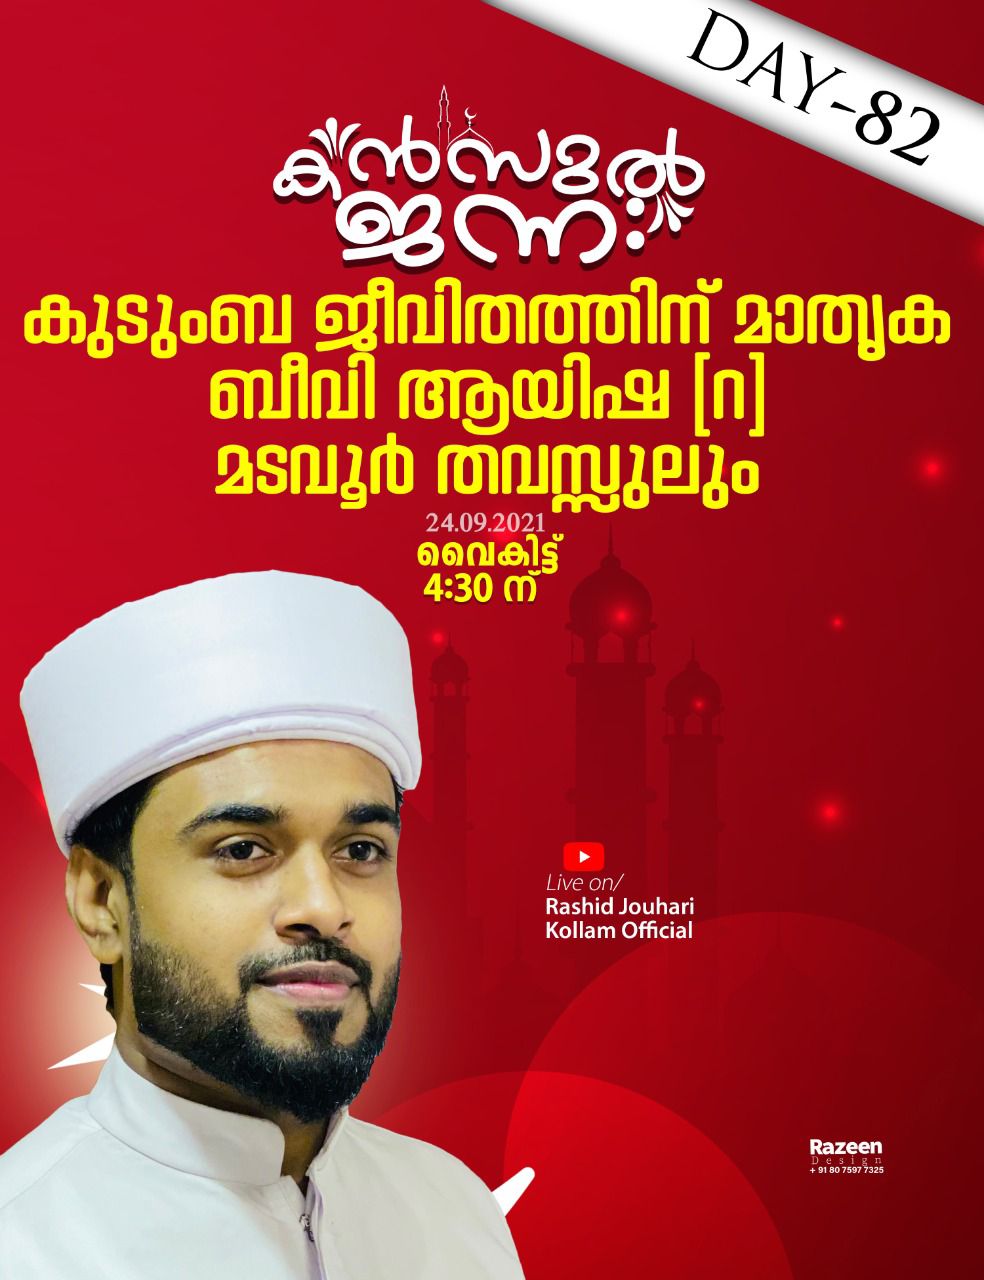 DAY-82
കൻസുൽ
ജന്ന:
കുടുംബ ജീവിതത്തിന് മാതൃക
ബീവി ആയിഷ [റ]
മടവൂർ തവസ്സുലും
24.09.2021
വൈകിട്ട്
4:30 ന്
Live on/
Rashid Jouhari
Kollam Official
Razeen
Design
+ 91 80 7597 7325